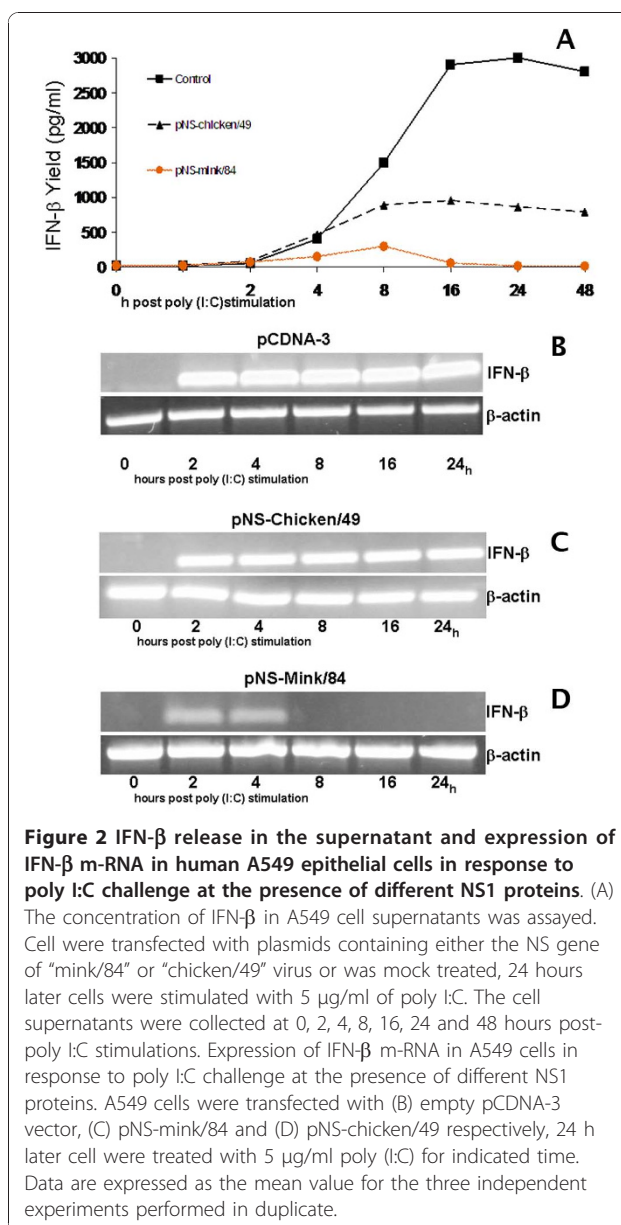 A
3000
2500
2000
1500
1000
500
0
IFN-β Yield (pg/ml)
Control
pNS-chicken/49
pNS-mink/84
0 2 4 8 16 24 48
h post poly (I:C)stimulation
pCDNA-3
B
IFN-β
β-actin
0 2 4 8 16 24h
hours post poly (I:C) stimulation
pNS-Chicken/49
C
IFN-β
β-actin
0 2 4 8 16 24h
hours post poly (I:C) stimulation
pNS-Mink/84
D
IFN-β
β-actin
0 2 4 8 16 24h
hours post poly (I:C) stimulation
Figure 2 IFN-β release in the supernatant and expression of
IFN-β m-RNA in human A549 epithelial cells in response to
poly I:C challenge at the presence of different NS1 proteins. (A)
The concentration of IFN-β in A549 cell supernatants was assayed.
Cell were transfected with plasmids containing either the NS gene
of “mink/84” or “chicken/49” virus or was mock treated, 24 hours
later cells were stimulated with 5 μg/ml of poly I:C. The cell
supernatants were collected at 0, 2, 4, 8, 16, 24 and 48 hours post-
poly I:C stimulations. Expression of IFN-β m-RNA in A549 cells in
response to poly I:C challenge at the presence of different NS1
proteins. A549 cells were transfected with (B) empty pCDNA-3
vector, (C) pNS-mink/84 and (D) pNS-chicken/49 respectively, 24 h
later cell were treated with 5 μg/ml poly (I:C) for indicated time.
Data are expressed as the mean value for the three independent
experiments performed in duplicate.